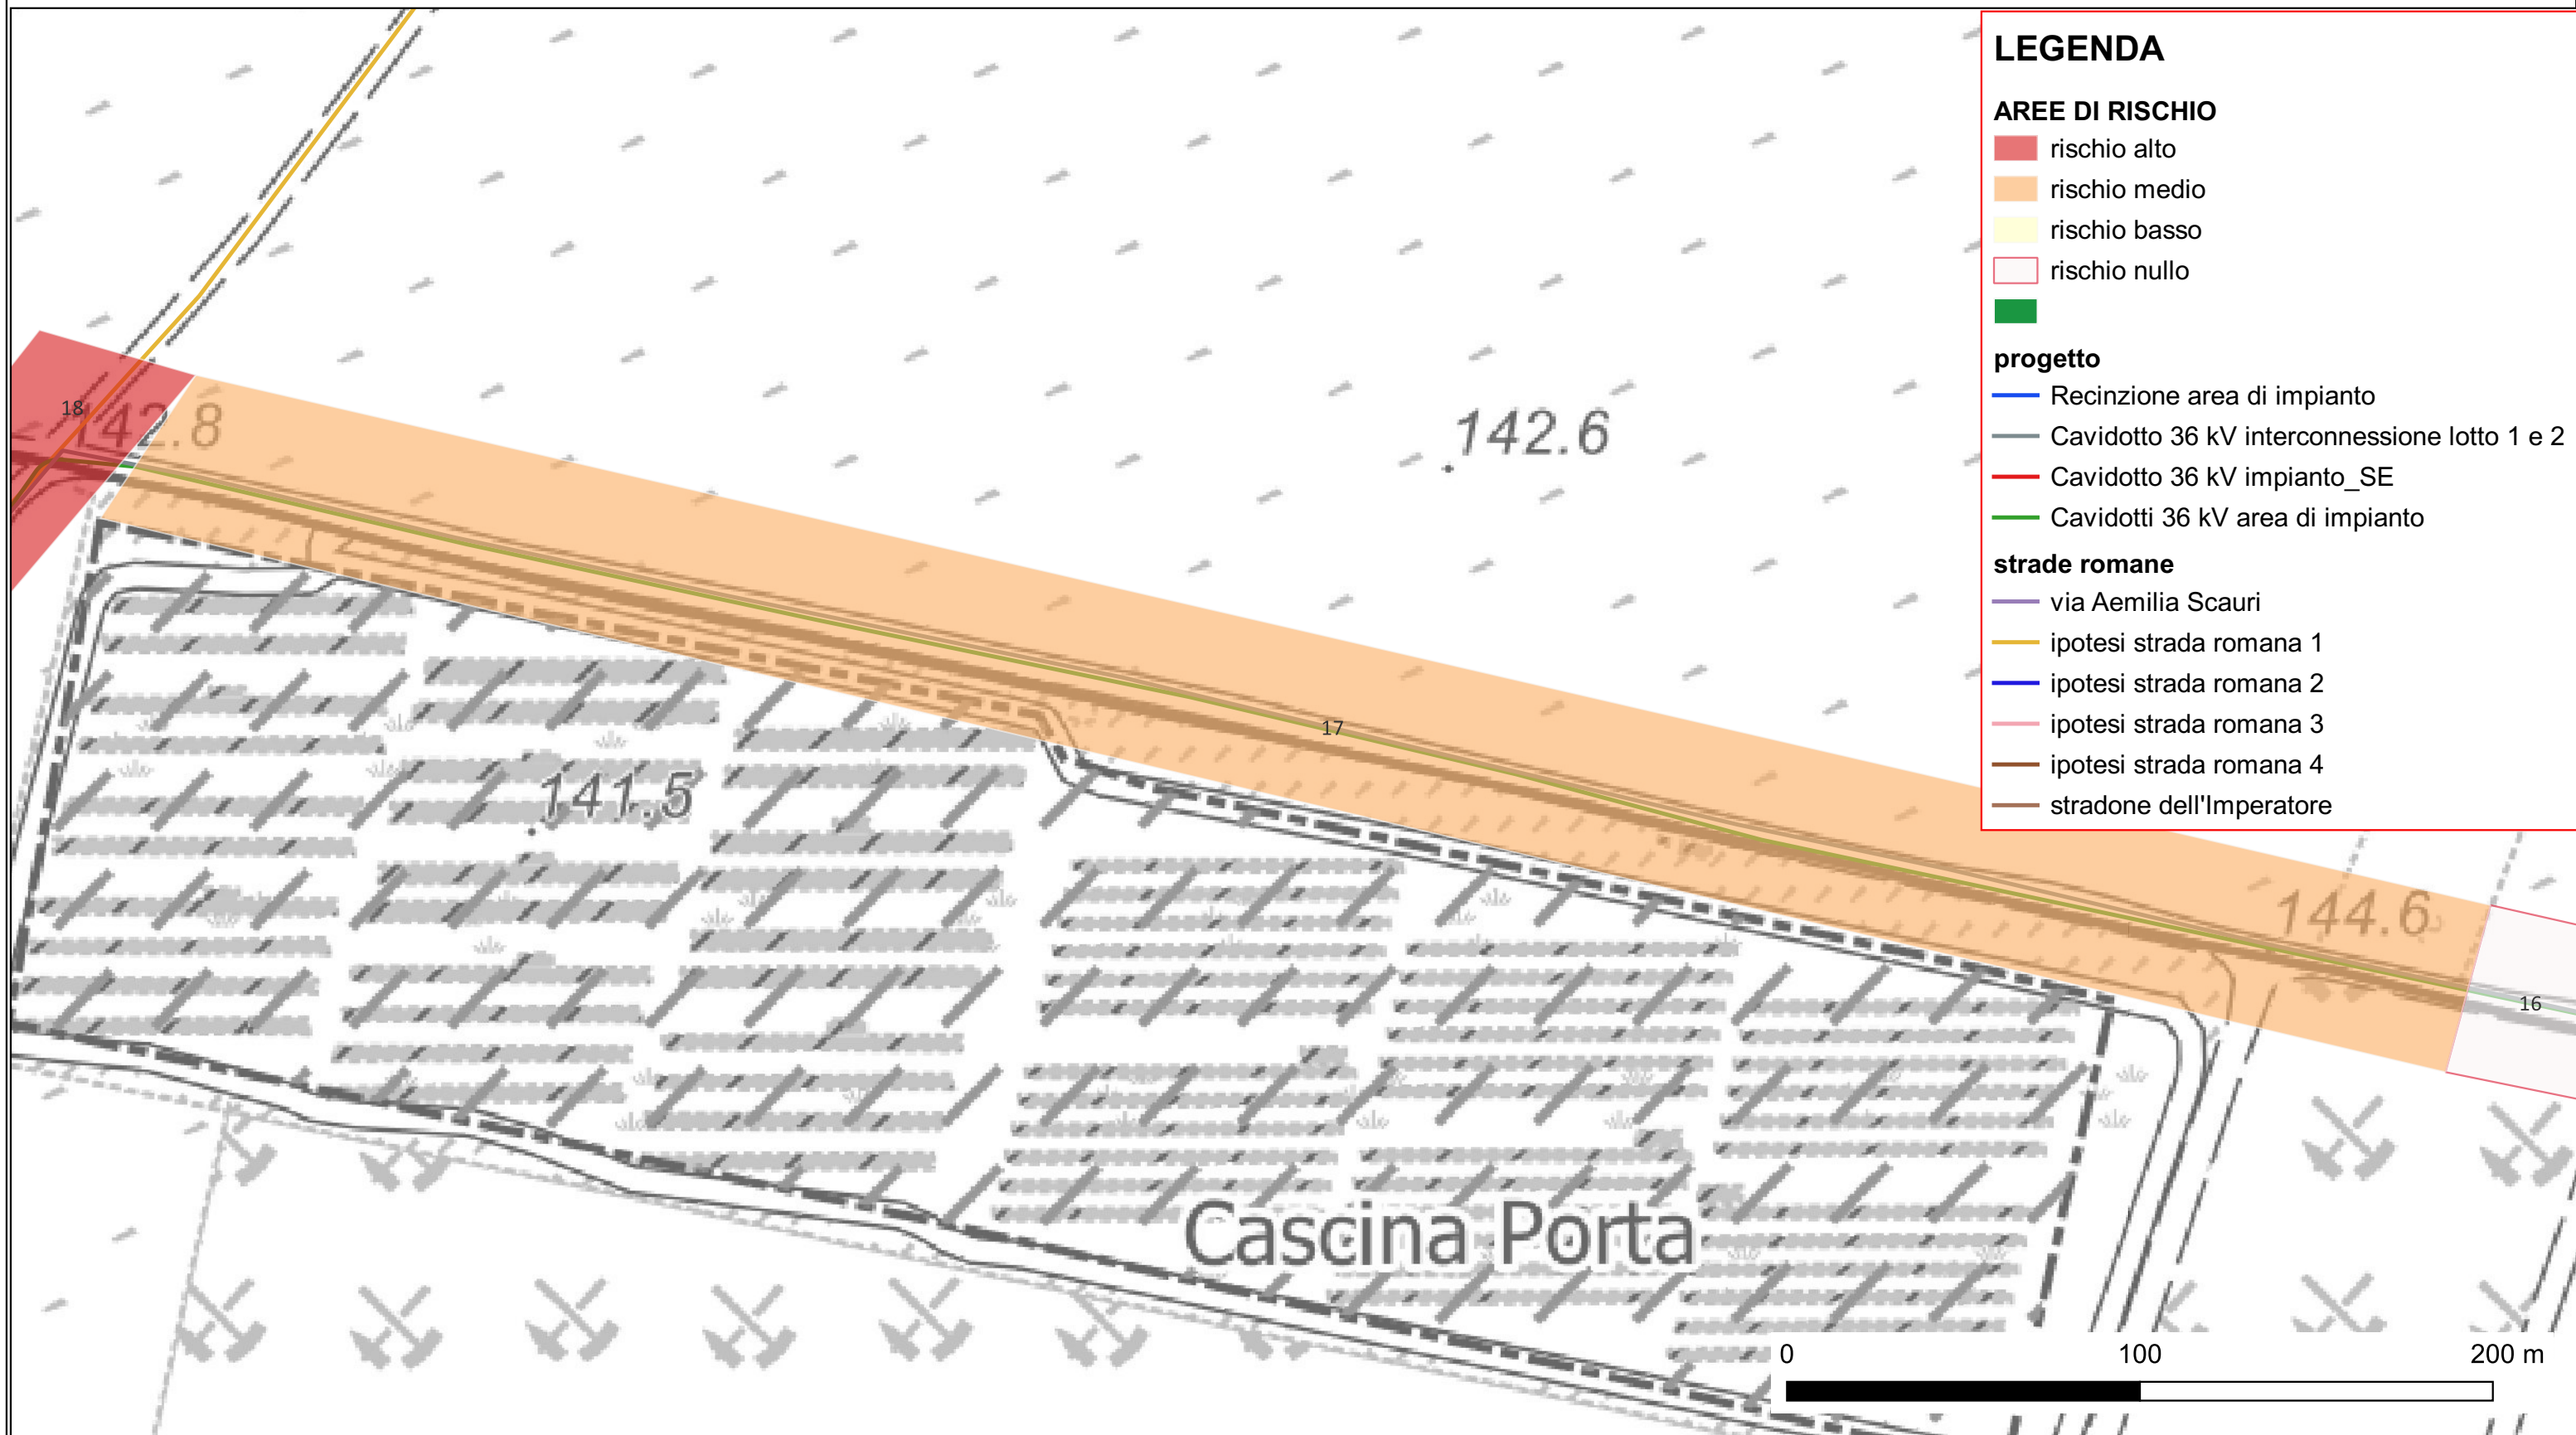 LEGENDA
AREE DI RISCHIO
rischio alto
rischio medio
rischio basso
rischio nullo
progetto
Recinzione area di impianto
Cavidotto 36 kV interconnessione lotto 1 e 2
Cavidotto 36 kV impianto_SE
Cavidotti 36 kV area di impianto
strade romane
via Aemilia Scauri
ipotesi strada romana 1
ipotesi strada romana 2
ipotesi strada romana 3
ipotesi strada romana 4
stradone dell'Imperatore
18
142.8
142.6
17
141.5
144.6
16
Cascina Porta
0 100 200 m